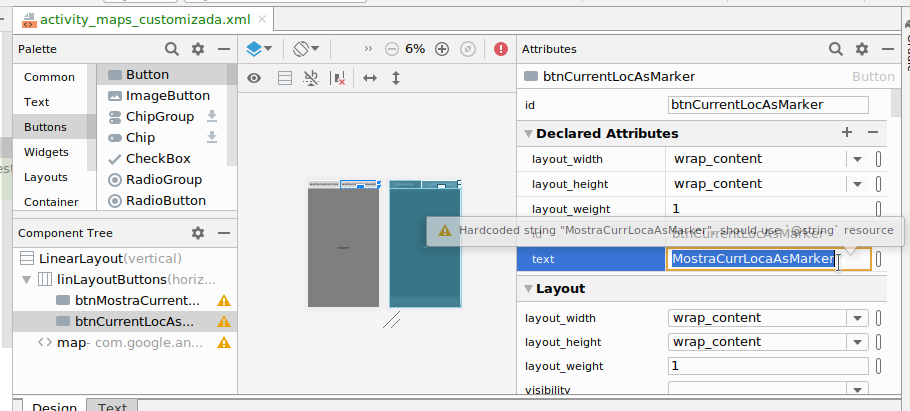 activity_maps_customizada.xml
Palette
Common
Text
Buttons
Widgets
Layouts
Container
Button
ImageButton
ChipGroup
Chip
CheckBox
RadioGroup
RadioButton
Component Tree
LinearLayout(vertical)
linLayoutButtons(horiz...
btnMostraCurrent...
btnCurrentLocAs...
map- com.google.an...
Design
Text
6%
Attributes
btnCurrentLocAsMarker Button
id btnCurrentLocAsMarker
Declared Attributes
layout_width wrap_content
layout_height wrap_content
layout_weight 1
id btnCurrentLocAsMarker
Hardcoded string "MostraCurrLocaAsMarker", should use `@string` resource
text MostraCurrLocaAsMarker
Layout
layout_width wrap_content
layout_height wrap_content
layout_weight 1
visibility